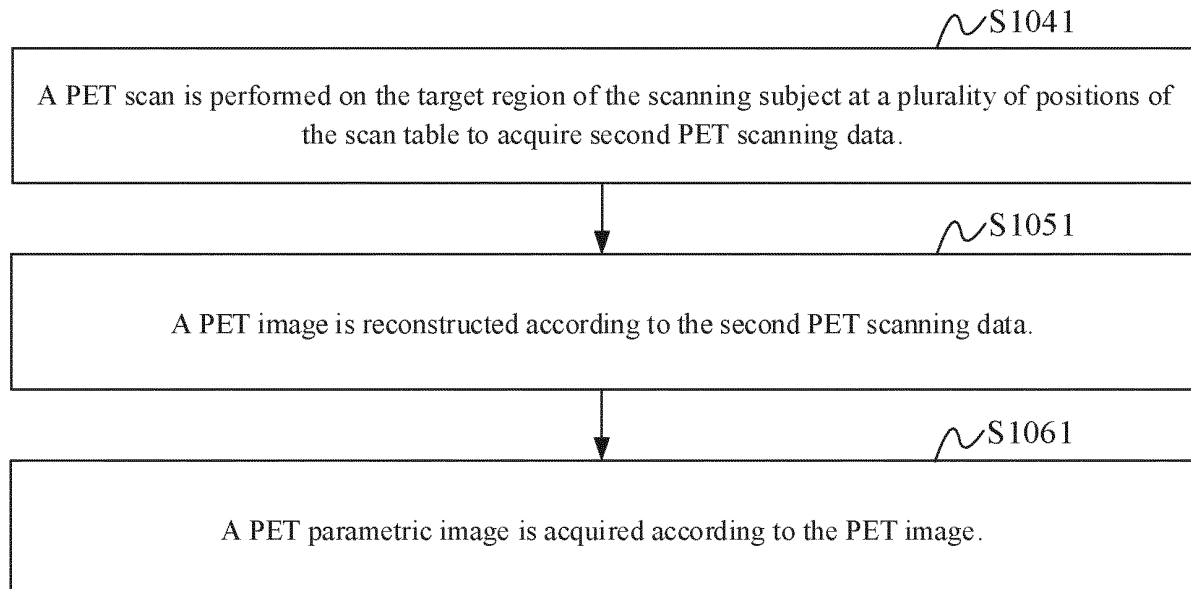 S1041
A PET scan is performed on the target region of the scanning subject at a plurality of positions of
the scan table to acquire second PET scanning data.
S1051
A PET image is reconstructed according to the second PET scanning data.
S1061
A PET parametric image is acquired according to the PET image.